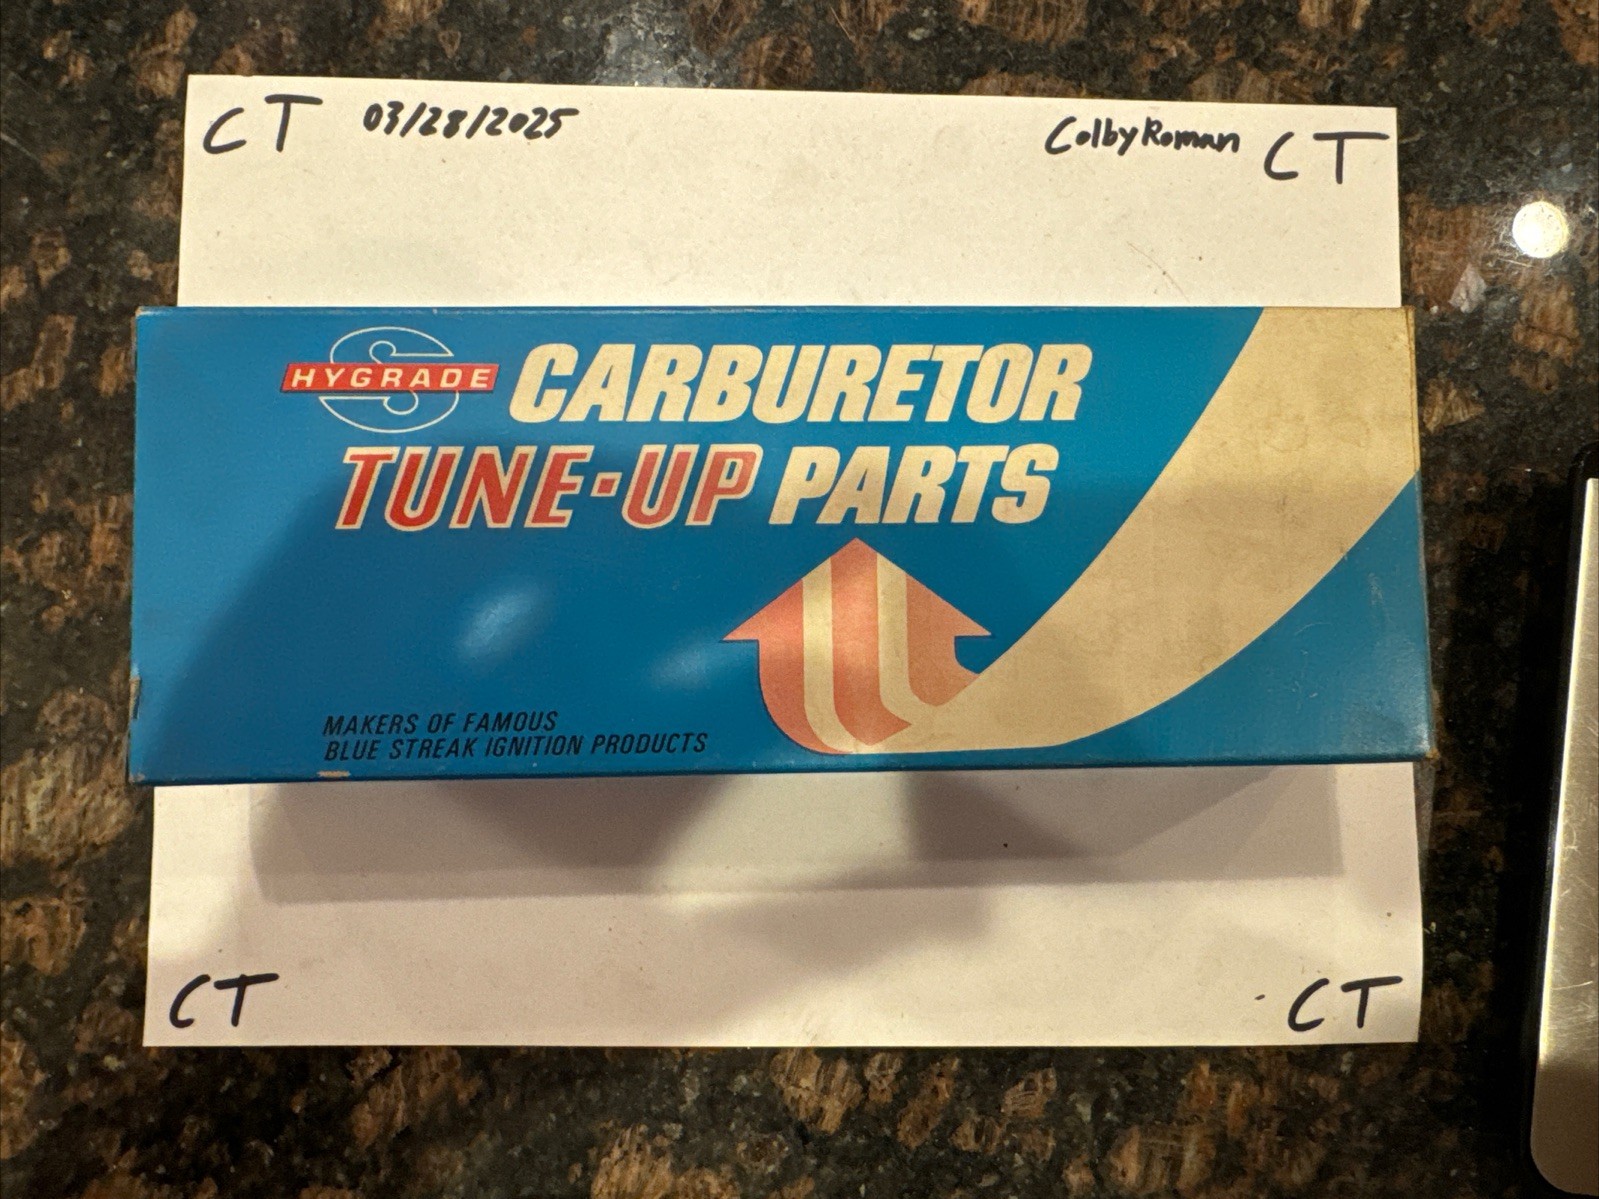 CT 03/28/2025 ColbyRoman CT
S
HYGRADE
CARBURETOR
TUNE-UP PARTS
MAKERS OF FAMOUS
BLUE STREAK IGNITION PRODUCTS
CT CT